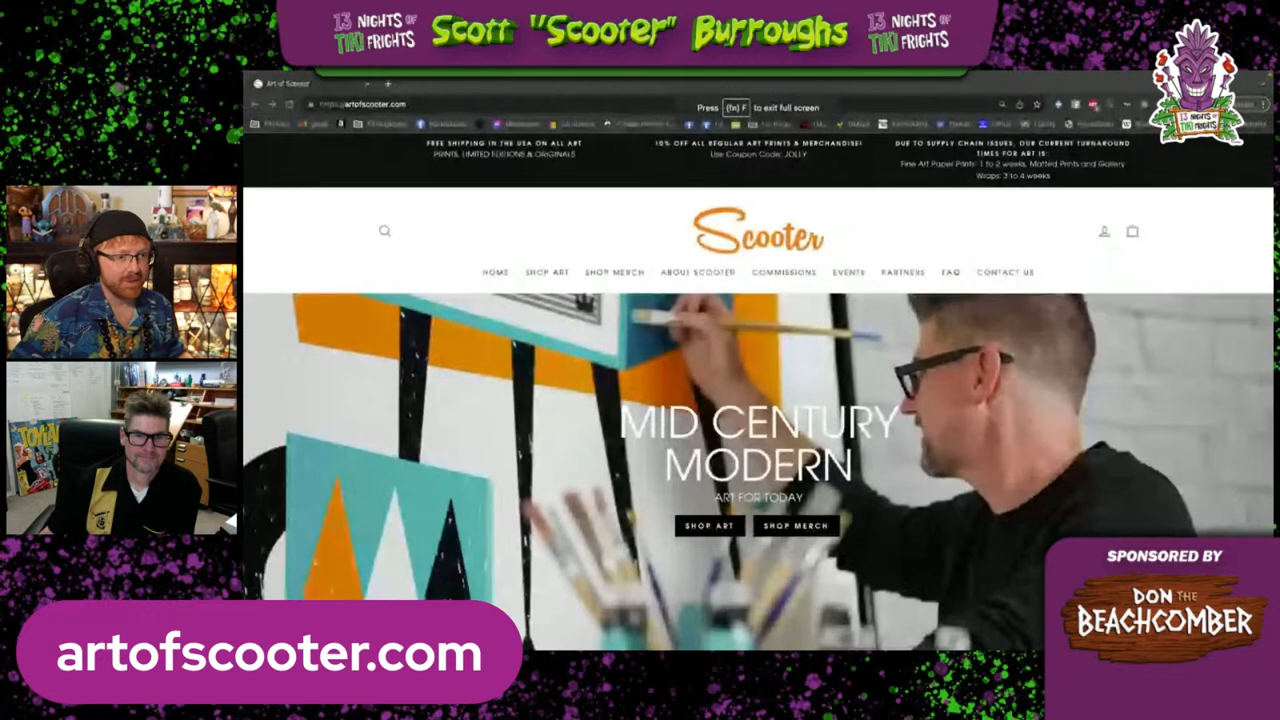 13 NIGHTS OF TIKI FRIGHTS
Scott "Scooter" Burroughs
13 NIGHTS OF TIKI FRIGHTS
13 NIGHTS OF TIKI FRIGHTS
Art of Scooter
artofscooter.com
Press (fn) F to exit full screen
FREE SHIPPING IN THE USA ON ALL ART
PRINTS, LIMITED EDITIONS & ORIGINALS
10% OFF ALL REGULAR ART PRINTS & MERCHANDISE!
Use Coupon Code: JOLLY
DUE TO SUPPLY CHAIN ISSUES, OUR CURRENT TURNAROUND
TIMES FOR ART IS:
Fine Art Paper Prints: 1 to 2 weeks, Matted Prints and Gallery
Wraps: 3 to 4 weeks
Scooter
HOME SHOP ART SHOP MERCH ABOUT SCOOTER COMMISSIONS EVENTS PARTNERS FAQ CONTACT US
MID CENTURY
MODERN
ART FOR TODAY
SHOP ART SHOP MERCH
SPONSORED BY
DON THE
BEACHCOMBER
artofscooter.com